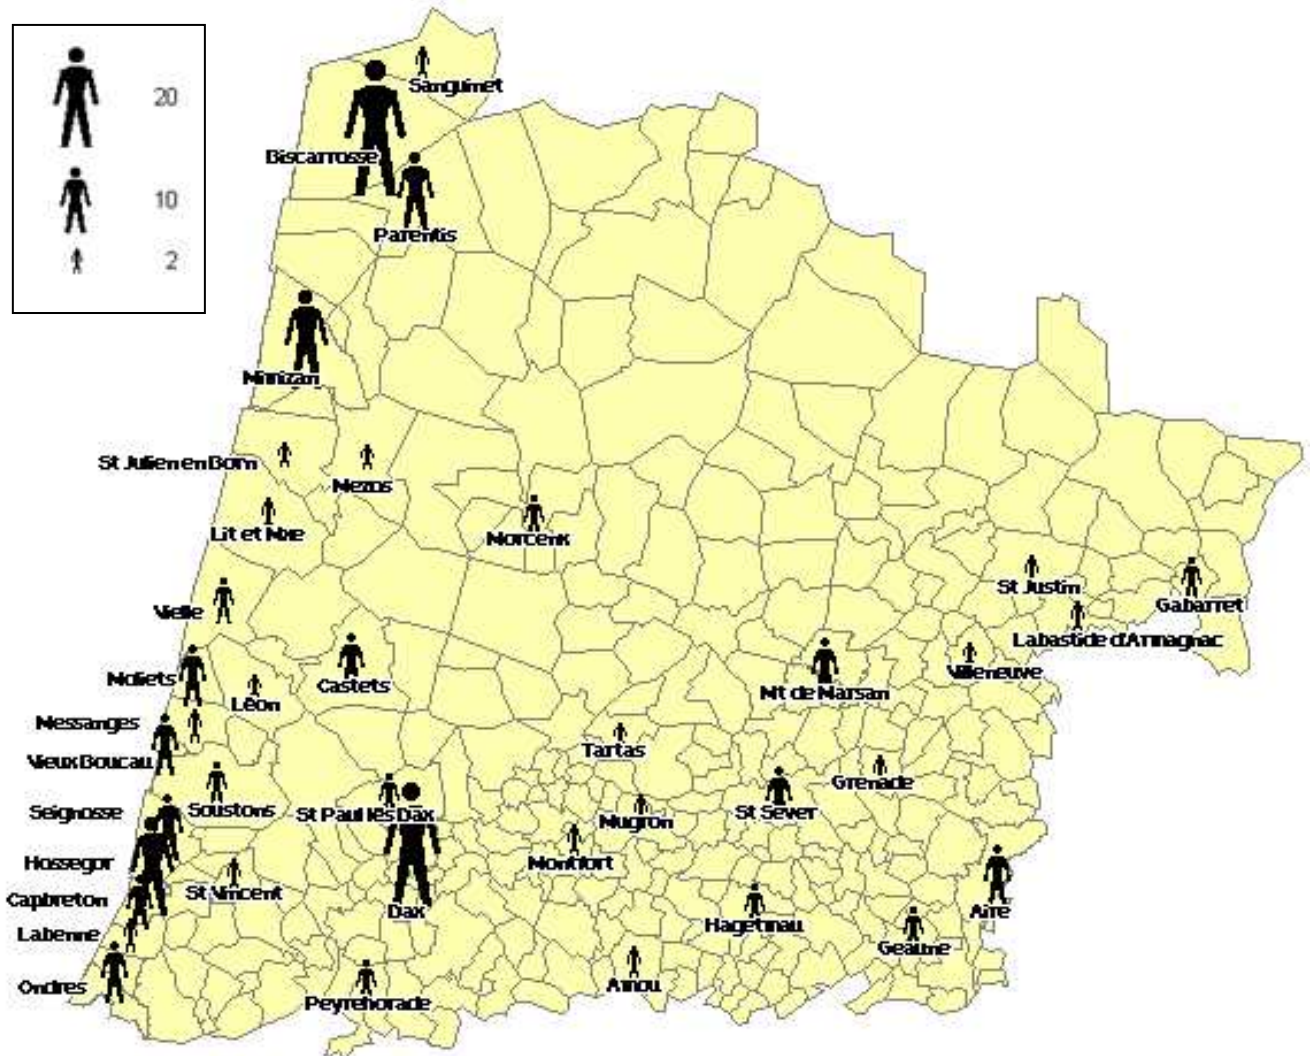 20
10
2
Sanguinet
Biscarrosse
Parentis
Mimizan
St Julien en Born
Mezos
Lit et Mixe
Morcenx
St Justin
Gabarret
Vielle
Labastide d'Armagnac
Villeneuve
Moliets
Castets
Mt de Marsan
Léon
Messanges
Tartas
Vieux Boucau
Grenade
Seignosse
Soustons
St Paul lès Dax
Mugron
St Sever
Hossegor
Montfort
St Vincent
Capbreton
Dax
Aire
Labenne
Hagetmau
Geaune
Ondres
Amou
Peyrehorade